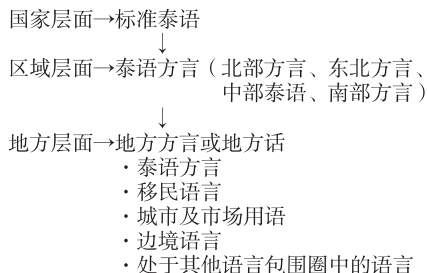 国家层面→标准泰语
↓
区域层面→泰语方言（北部方言、东北方言、
中部泰语、南部方言）
↓
地方层面→地方方言或地方话
·泰语方言
·移民语言
·城市及市场用语
·边境语言
·处于其他语言包围圈中的语言